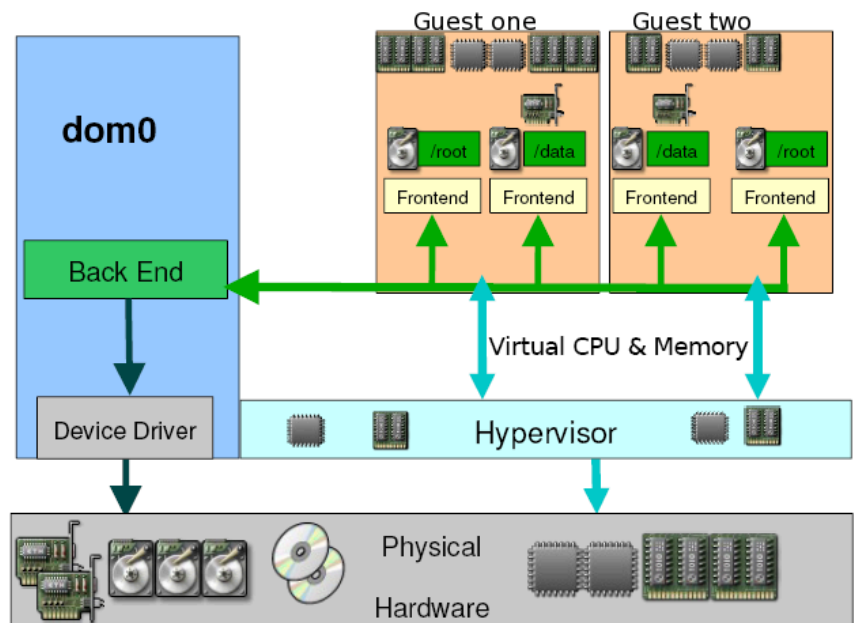 Guest one
Guest two
dom0
/root
/data
/data
/root
Frontend
Frontend
Frontend
Frontend
Back End
Virtual CPU & Memory
Device Driver
Hypervisor
Physical
Hardware